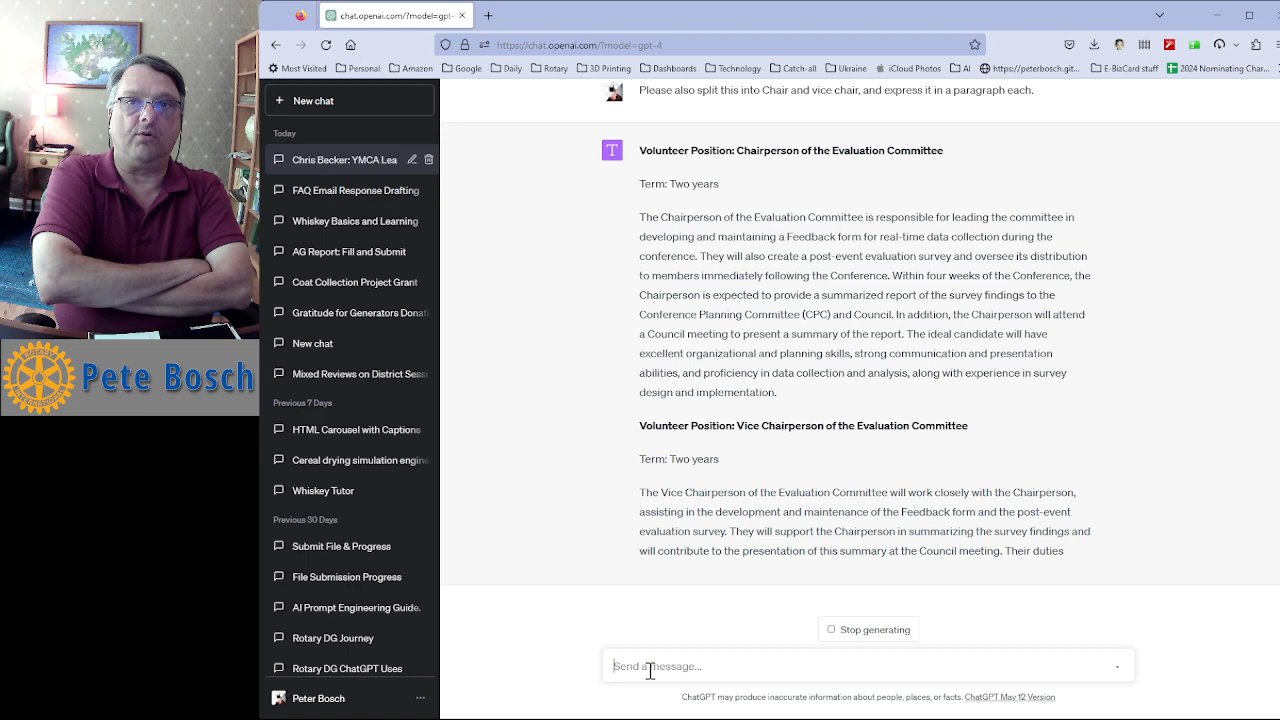 chat.openai.com/?model=gpt-
https://chat.openai.com/?model=gpt-4
Most Visited
Personal
Amazon
Google
Daily
Rotary
3D Printing
Dashboards
Technology
Catch all
Ukraine
iCloud Photos
AI
https://peterbosch.git...
E-RI2Card stuff
2024 Nominating Char...
New chat
Today
Chris Becker: YMCA Lea
FAQ Email Response Drafting
Whiskey Basics and Learning
AG Report: Fill and Submit
Coat Collection Project Grant
Gratitude for Generators Donati
New chat
Mixed Reviews on District Sessi
Previous 7 Days
HTML Carousel with Captions
Cereal drying simulation engine.
Whiskey Tutor
Previous 30 Days
Submit File & Progress
File Submission Progress
AI Prompt Engineering Guide.
Rotary DG Journey
Rotary DG ChatGPT Uses
Peter Bosch
ROTARY
INTERNATIONAL
Pete Bosch
Please also split this into Chair and vice chair, and express it in a paragraph each.
T
Volunteer Position: Chairperson of the Evaluation Committee
Term: Two years
The Chairperson of the Evaluation Committee is responsible for leading the committee in
developing and maintaining a Feedback form for real-time data collection during the
conference. They will also create a post-event evaluation survey and oversee its distribution
to members immediately following the Conference. Within four weeks of the Conference, the
Chairperson is expected to provide a summarized report of the survey findings to the
Conference Planning Committee (CPC) and Council. In addition, the Chairperson will attend
a Council meeting to present a summary of the report. The ideal candidate will have
excellent organizational and planning skills, strong communication and presentation
abilities, and proficiency in data collection and analysis, along with experience in survey
design and implementation.
Volunteer Position: Vice Chairperson of the Evaluation Committee
Term: Two years
The Vice Chairperson of the Evaluation Committee will work closely with the Chairperson,
assisting in the development and maintenance of the Feedback form and the post-event
evaluation survey. They will support the Chairperson in summarizing the survey findings and
will contribute to the presentation of this summary at the Council meeting. Their duties
Stop generating
Send a message...
ChatGPT may produce inaccurate information about people, places, or facts. ChatGPT May 12 Version